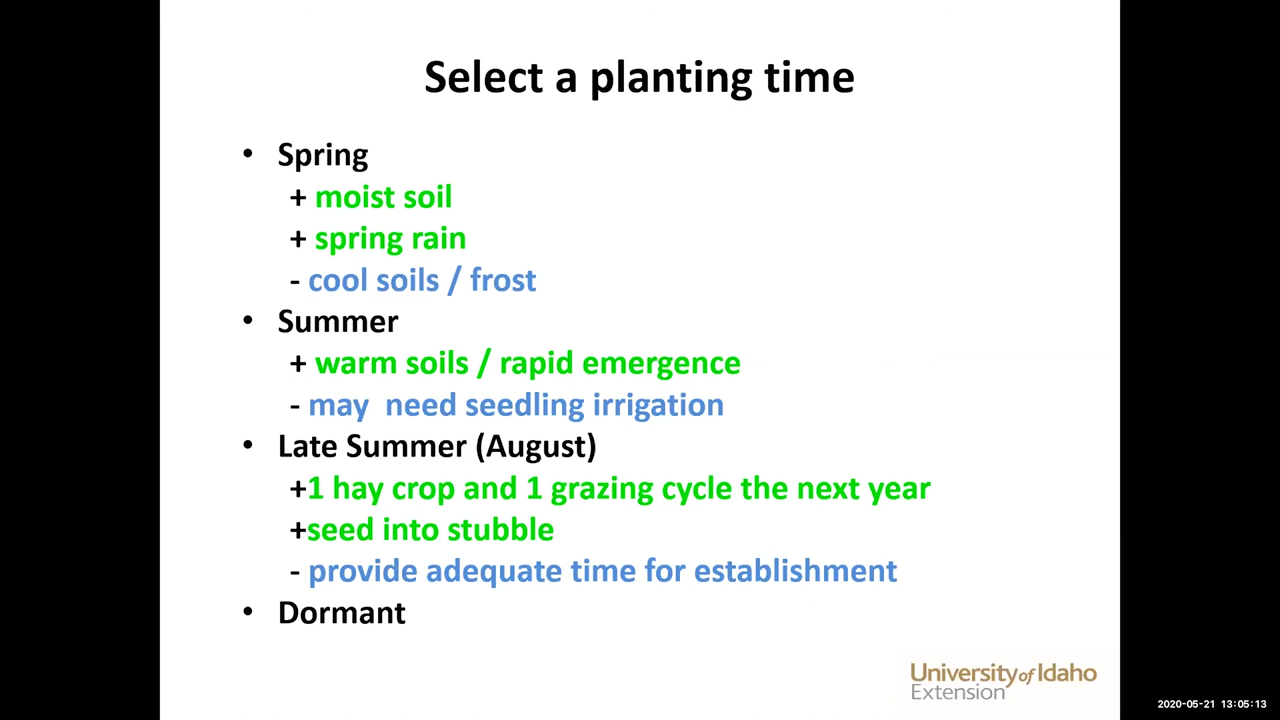 Select a planting time
• Spring
+ moist soil
+ spring rain
- cool soils / frost
• Summer
+ warm soils / rapid emergence
- may  need seedling irrigation
• Late Summer (August)
+1 hay crop and 1 grazing cycle the next year
+seed into stubble
- provide adequate time for establishment
• Dormant
University of Idaho
Extension
2020-05-21 13:05:13